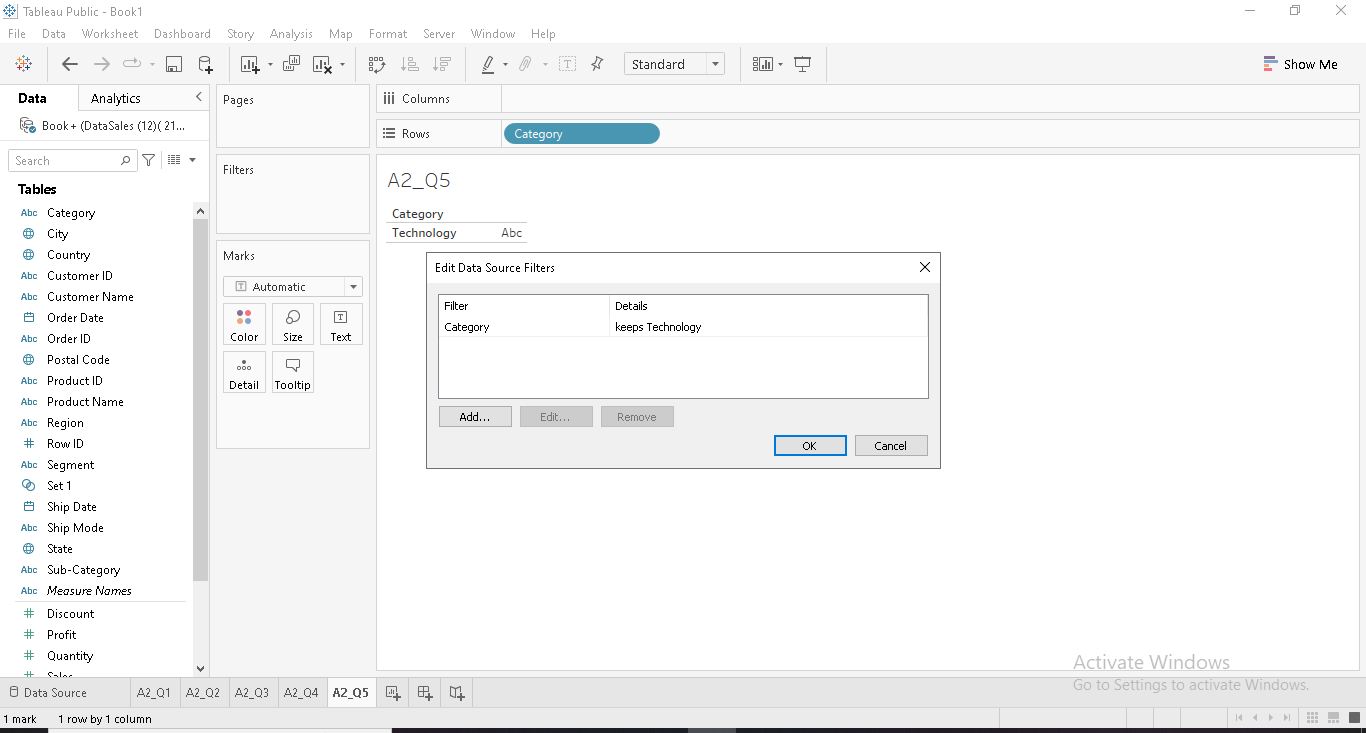 Tableau Public - Book1
File Data Worksheet Dashboard Story Analysis Map Format Server Window Help
Standard
Show Me
Data Analytics
Book+ (DataSales (12)( 21...
Search
Tables
Abc Category
City
Country
Abc Customer ID
Abc Customer Name
Order Date
Abc Order ID
Postal Code
Abc Product ID
Abc Product Name
Abc Region
# Row ID
Abc Segment
Set 1
Ship Date
Abc Ship Mode
State
Abc Sub-Category
Abc Measure Names
# Discount
# Profit
# Quantity
# Sales
Pages
Filters
Marks
T Automatic
Color Size Text
Detail Tooltip
Columns
Rows Category
A2_Q5
Category
Technology Abc
Edit Data Source Filters
Filter Details
Category keeps Technology
Add... Edit... Remove
OK Cancel
Activate Windows
Go to Settings to activate Windows.
Data Source A2_Q1 A2_Q2 A2_Q3 A2_Q4 A2_Q5
1 mark 1 row by 1 column